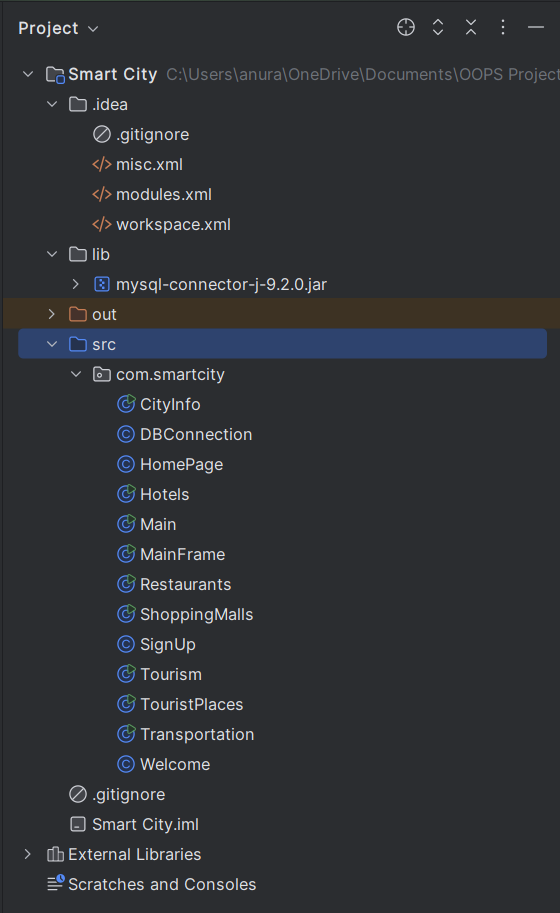 Project
Smart City C:\Users\anura\OneDrive\Documents\OOPS Project
.idea
.gitignore
misc.xml
modules.xml
workspace.xml
lib
mysql-connector-j-9.2.0.jar
out
src
com.smartcity
CityInfo
DBConnection
HomePage
Hotels
Main
MainFrame
Restaurants
ShoppingMalls
SignUp
Tourism
TouristPlaces
Transportation
Welcome
.gitignore
Smart City.iml
External Libraries
Scratches and Consoles